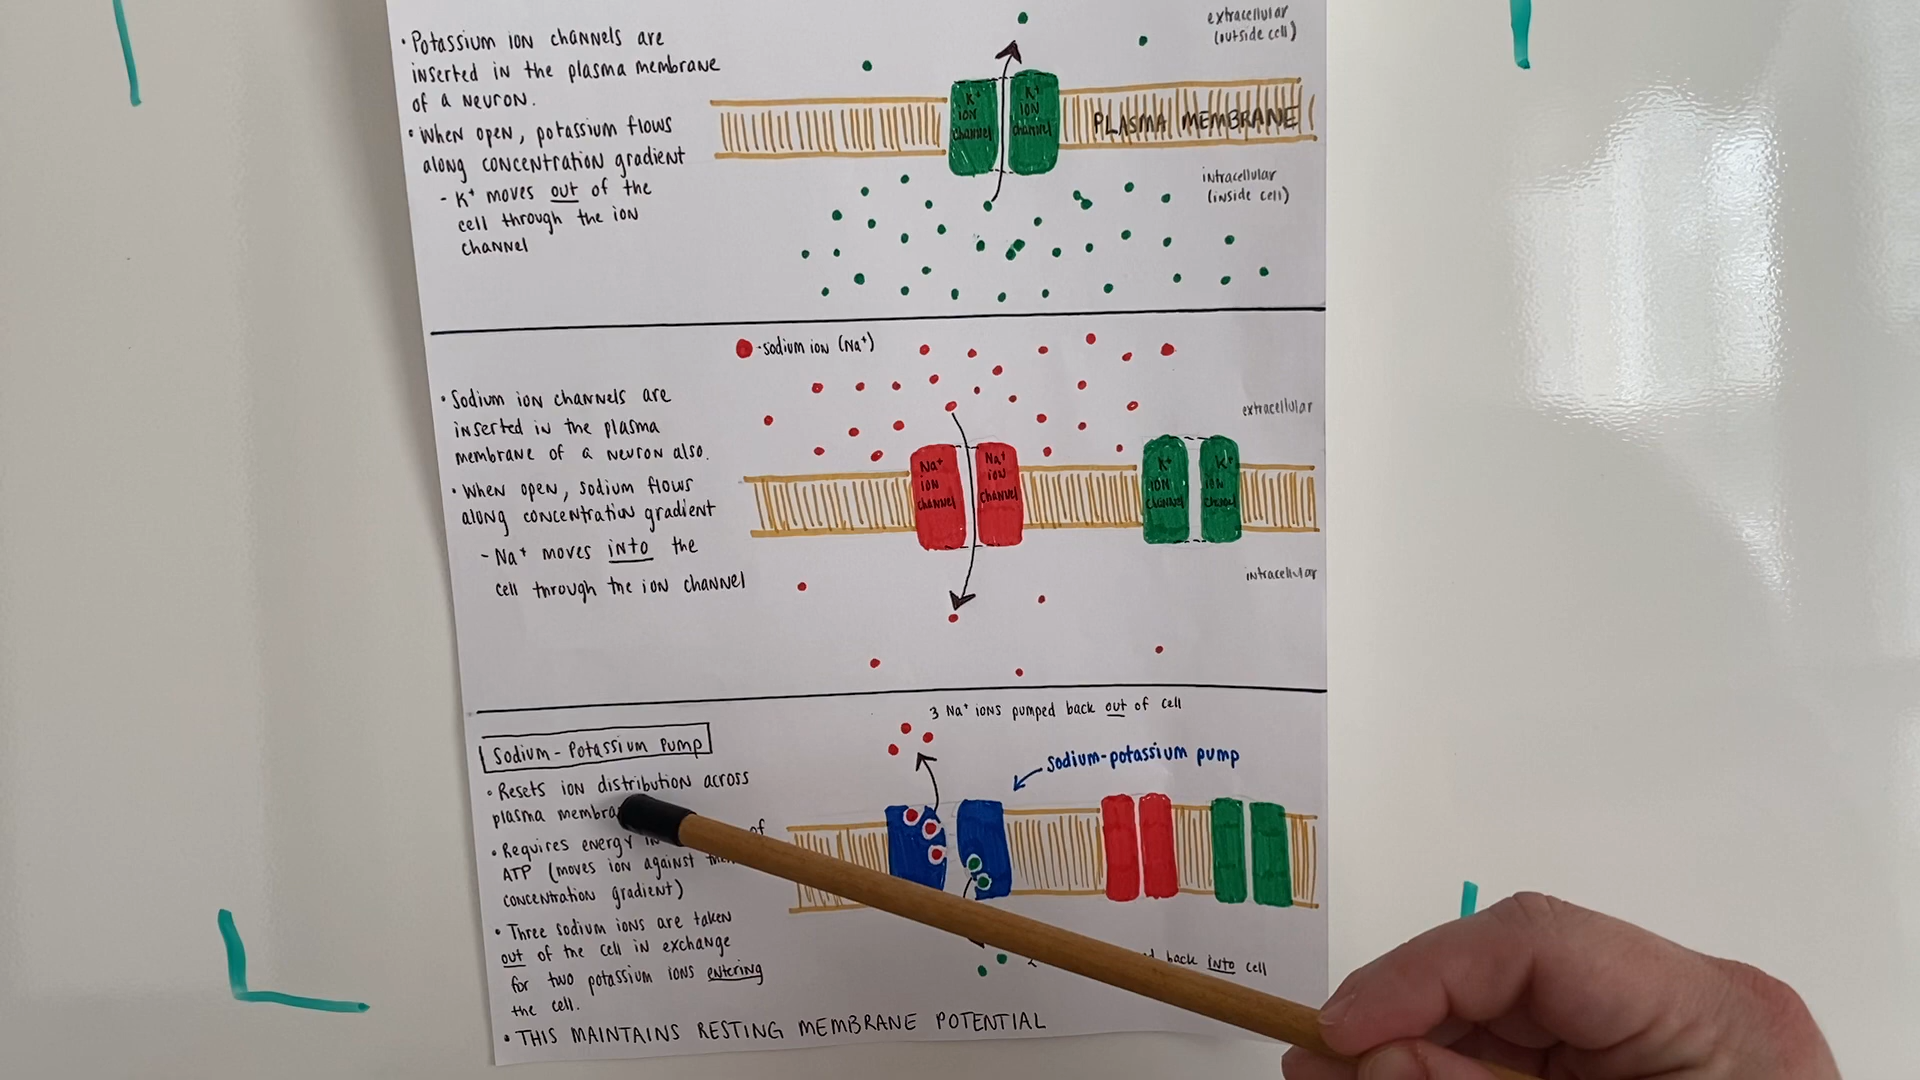 • Potassium ion channels are
inserted in the plasma membrane
of a neuron.
• When open, potassium flows
along concentration gradient
- K⁺ moves out of the
cell through the ion
channel
extracellular
(outside cell)
K⁺
ion
channel
K⁺
ion
channel
PLASMA MEMBRANE
intracellular
(inside cell)
- sodium ion (Na⁺)
• Sodium ion channels are
inserted in the plasma
membrane of a neuron also.
• When open, sodium flows
along concentration gradient
- Na⁺ moves into the
cell through the ion channel
extracellular
Na⁺
ion
channel
Na⁺
ion
channel
K⁺
ion
channel
K⁺
ion
channel
intracellular
3 Na⁺ ions pumped back out of cell
Sodium-Potassium Pump
• Resets ion distribution across
plasma
• Requires energy of
ATP (moves ion against
concentration gradient)
• Three sodium ions are taken
out of the cell in exchange
for two potassium ions entering
the cell.
• THIS MAINTAINS RESTING MEMBRANE POTENTIAL
sodium-potassium pump
back into cell